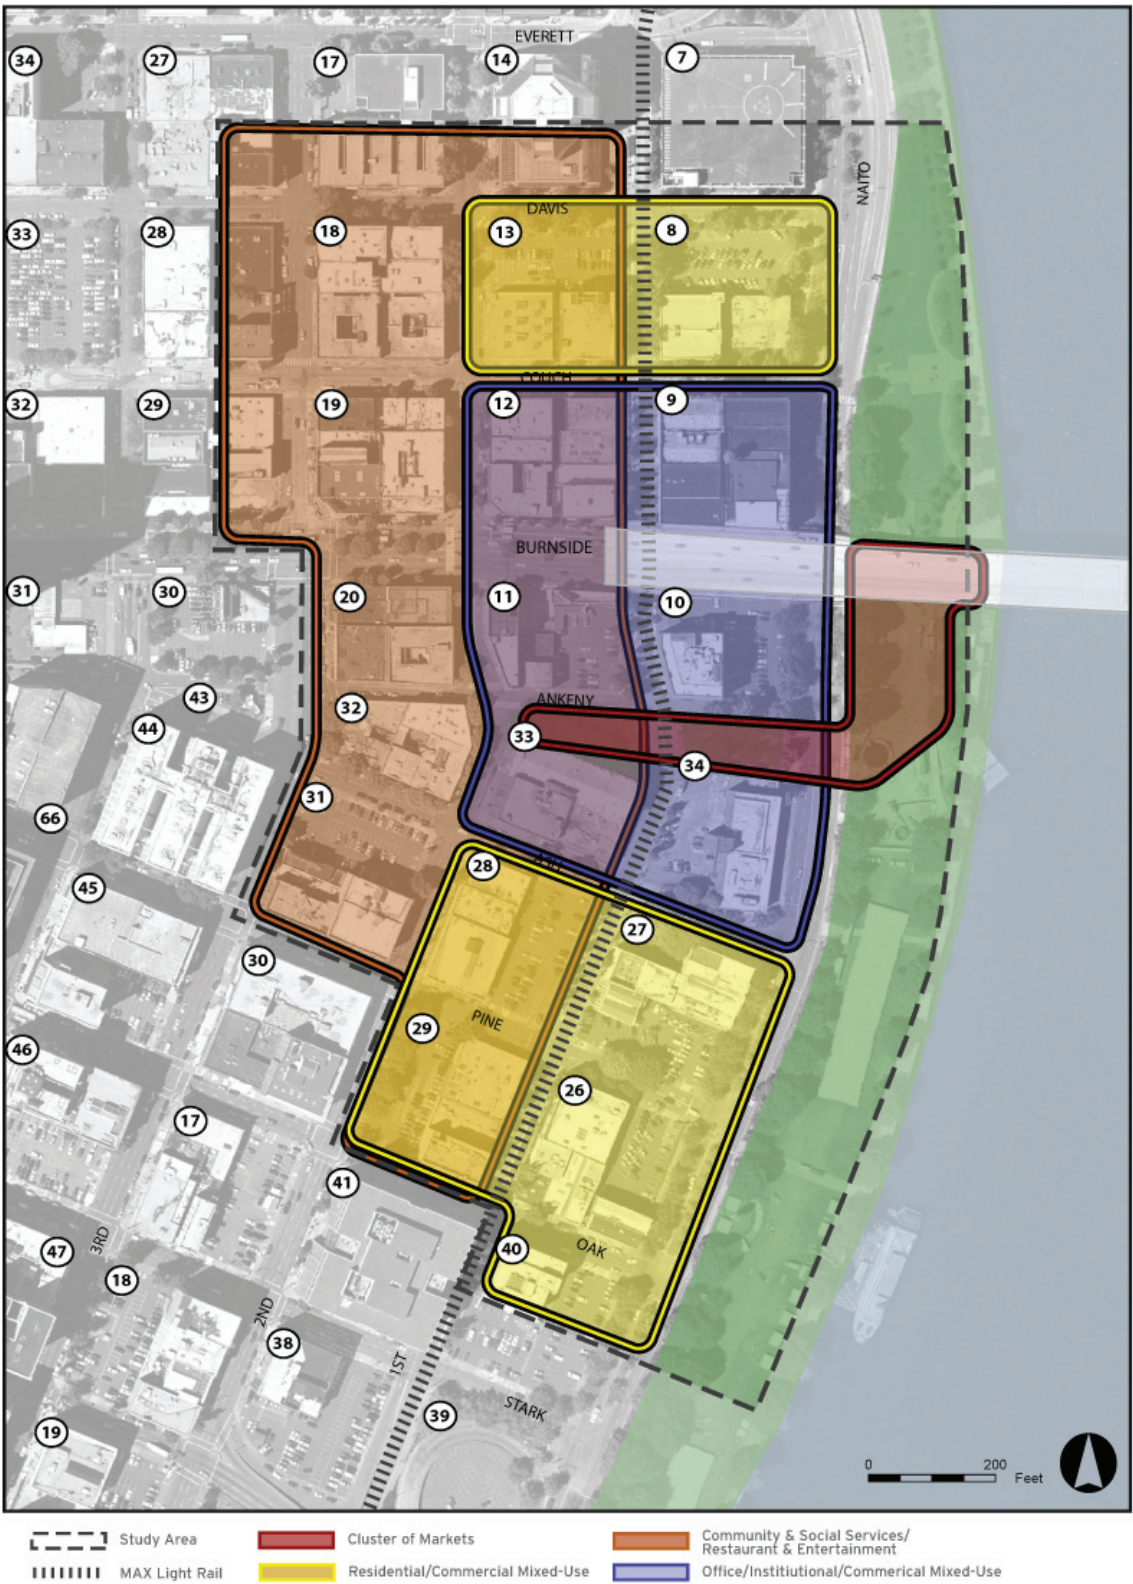 EVERETT
34
27
17
14
7
NAITO
DAVIS
33
28
18
13
8
COUCH
32
29
19
12
9
BURNSIDE
31
30
20
11
10
ANKENY
43
32
44
33
34
31
66
28
45
27
30
PINE
29
46
26
17
41
3RD
47
40
OAK
18
2ND
38
1ST
STARK
39
19
0 200
Feet
Study Area
Cluster of Markets
Community & Social Services/
Restaurant & Entertainment
MAX Light Rail
Residential/Commercial Mixed-Use
Office/Instiitutional/Commerical Mixed-Use